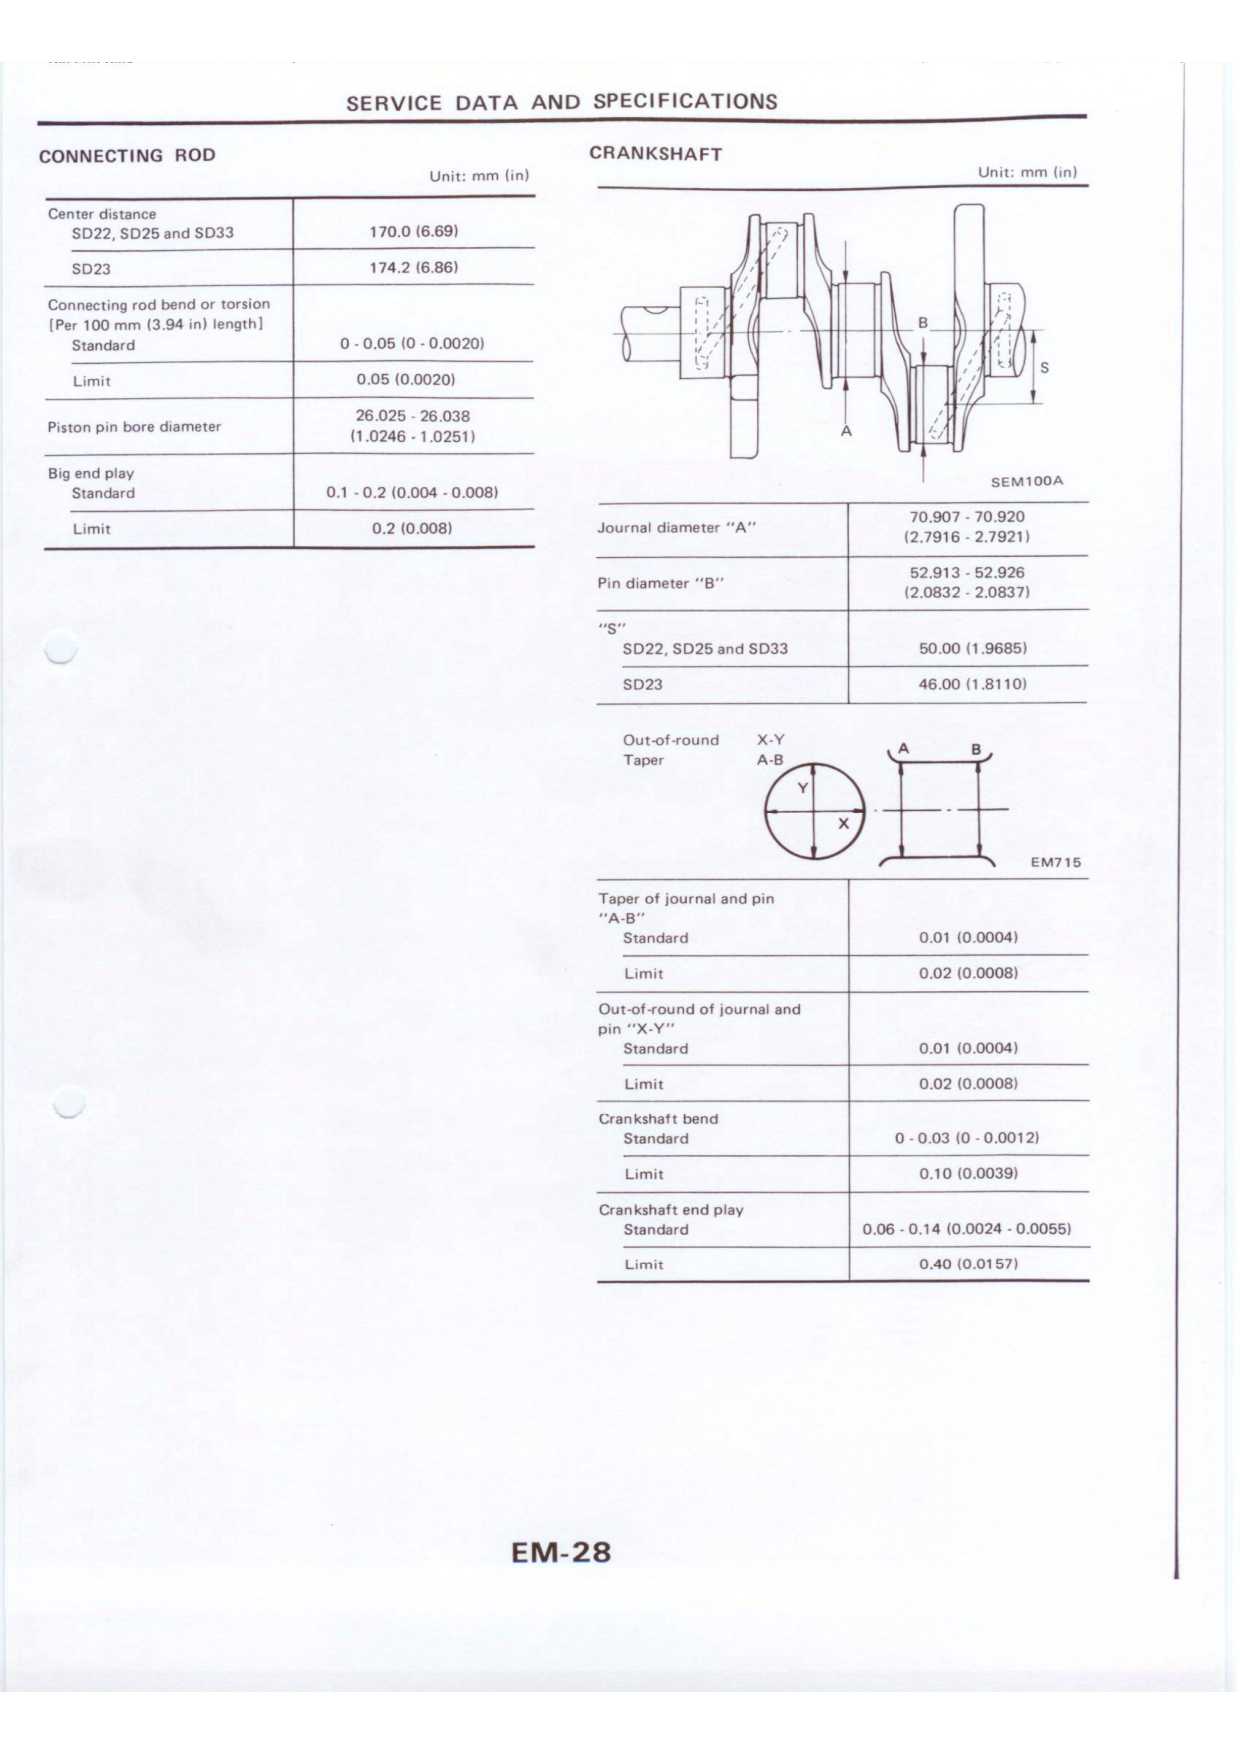 SERVICE DATA AND SPECIFICATIONS
CONNECTING ROD
Unit: mm (in)
Center distance
SD22, SD25 and SD33 170.0 (6.69)
SD23 174.2 (6.86)
Connecting rod bend or torsion
[Per 100 mm (3.94 in) length]
Standard 0 - 0.05 (0 - 0.0020)
Limit 0.05 (0.0020)
Piston pin bore diameter 26.025 - 26.038
(1.0246 - 1.0251)
Big end play
Standard 0.1 - 0.2 (0.004 - 0.008)
Limit 0.2 (0.008)
CRANKSHAFT
Unit: mm (in)
B
S
A
SEM100A
Journal diameter "A" 70.907 - 70.920
(2.7916 - 2.7921)
Pin diameter "B" 52.913 - 52.926
(2.0832 - 2.0837)
"S"
SD22, SD25 and SD33 50.00 (1.9685)
SD23 46.00 (1.8110)
Out-of-round X-Y
Taper A-B
A B
Y
X
EM715
Taper of journal and pin
"A-B"
Standard 0.01 (0.0004)
Limit 0.02 (0.0008)
Out-of-round of journal and
pin "X-Y"
Standard 0.01 (0.0004)
Limit 0.02 (0.0008)
Crankshaft bend
Standard 0 - 0.03 (0 - 0.0012)
Limit 0.10 (0.0039)
Crankshaft end play
Standard 0.06 - 0.14 (0.0024 - 0.0055)
Limit 0.40 (0.0157)
EM-28